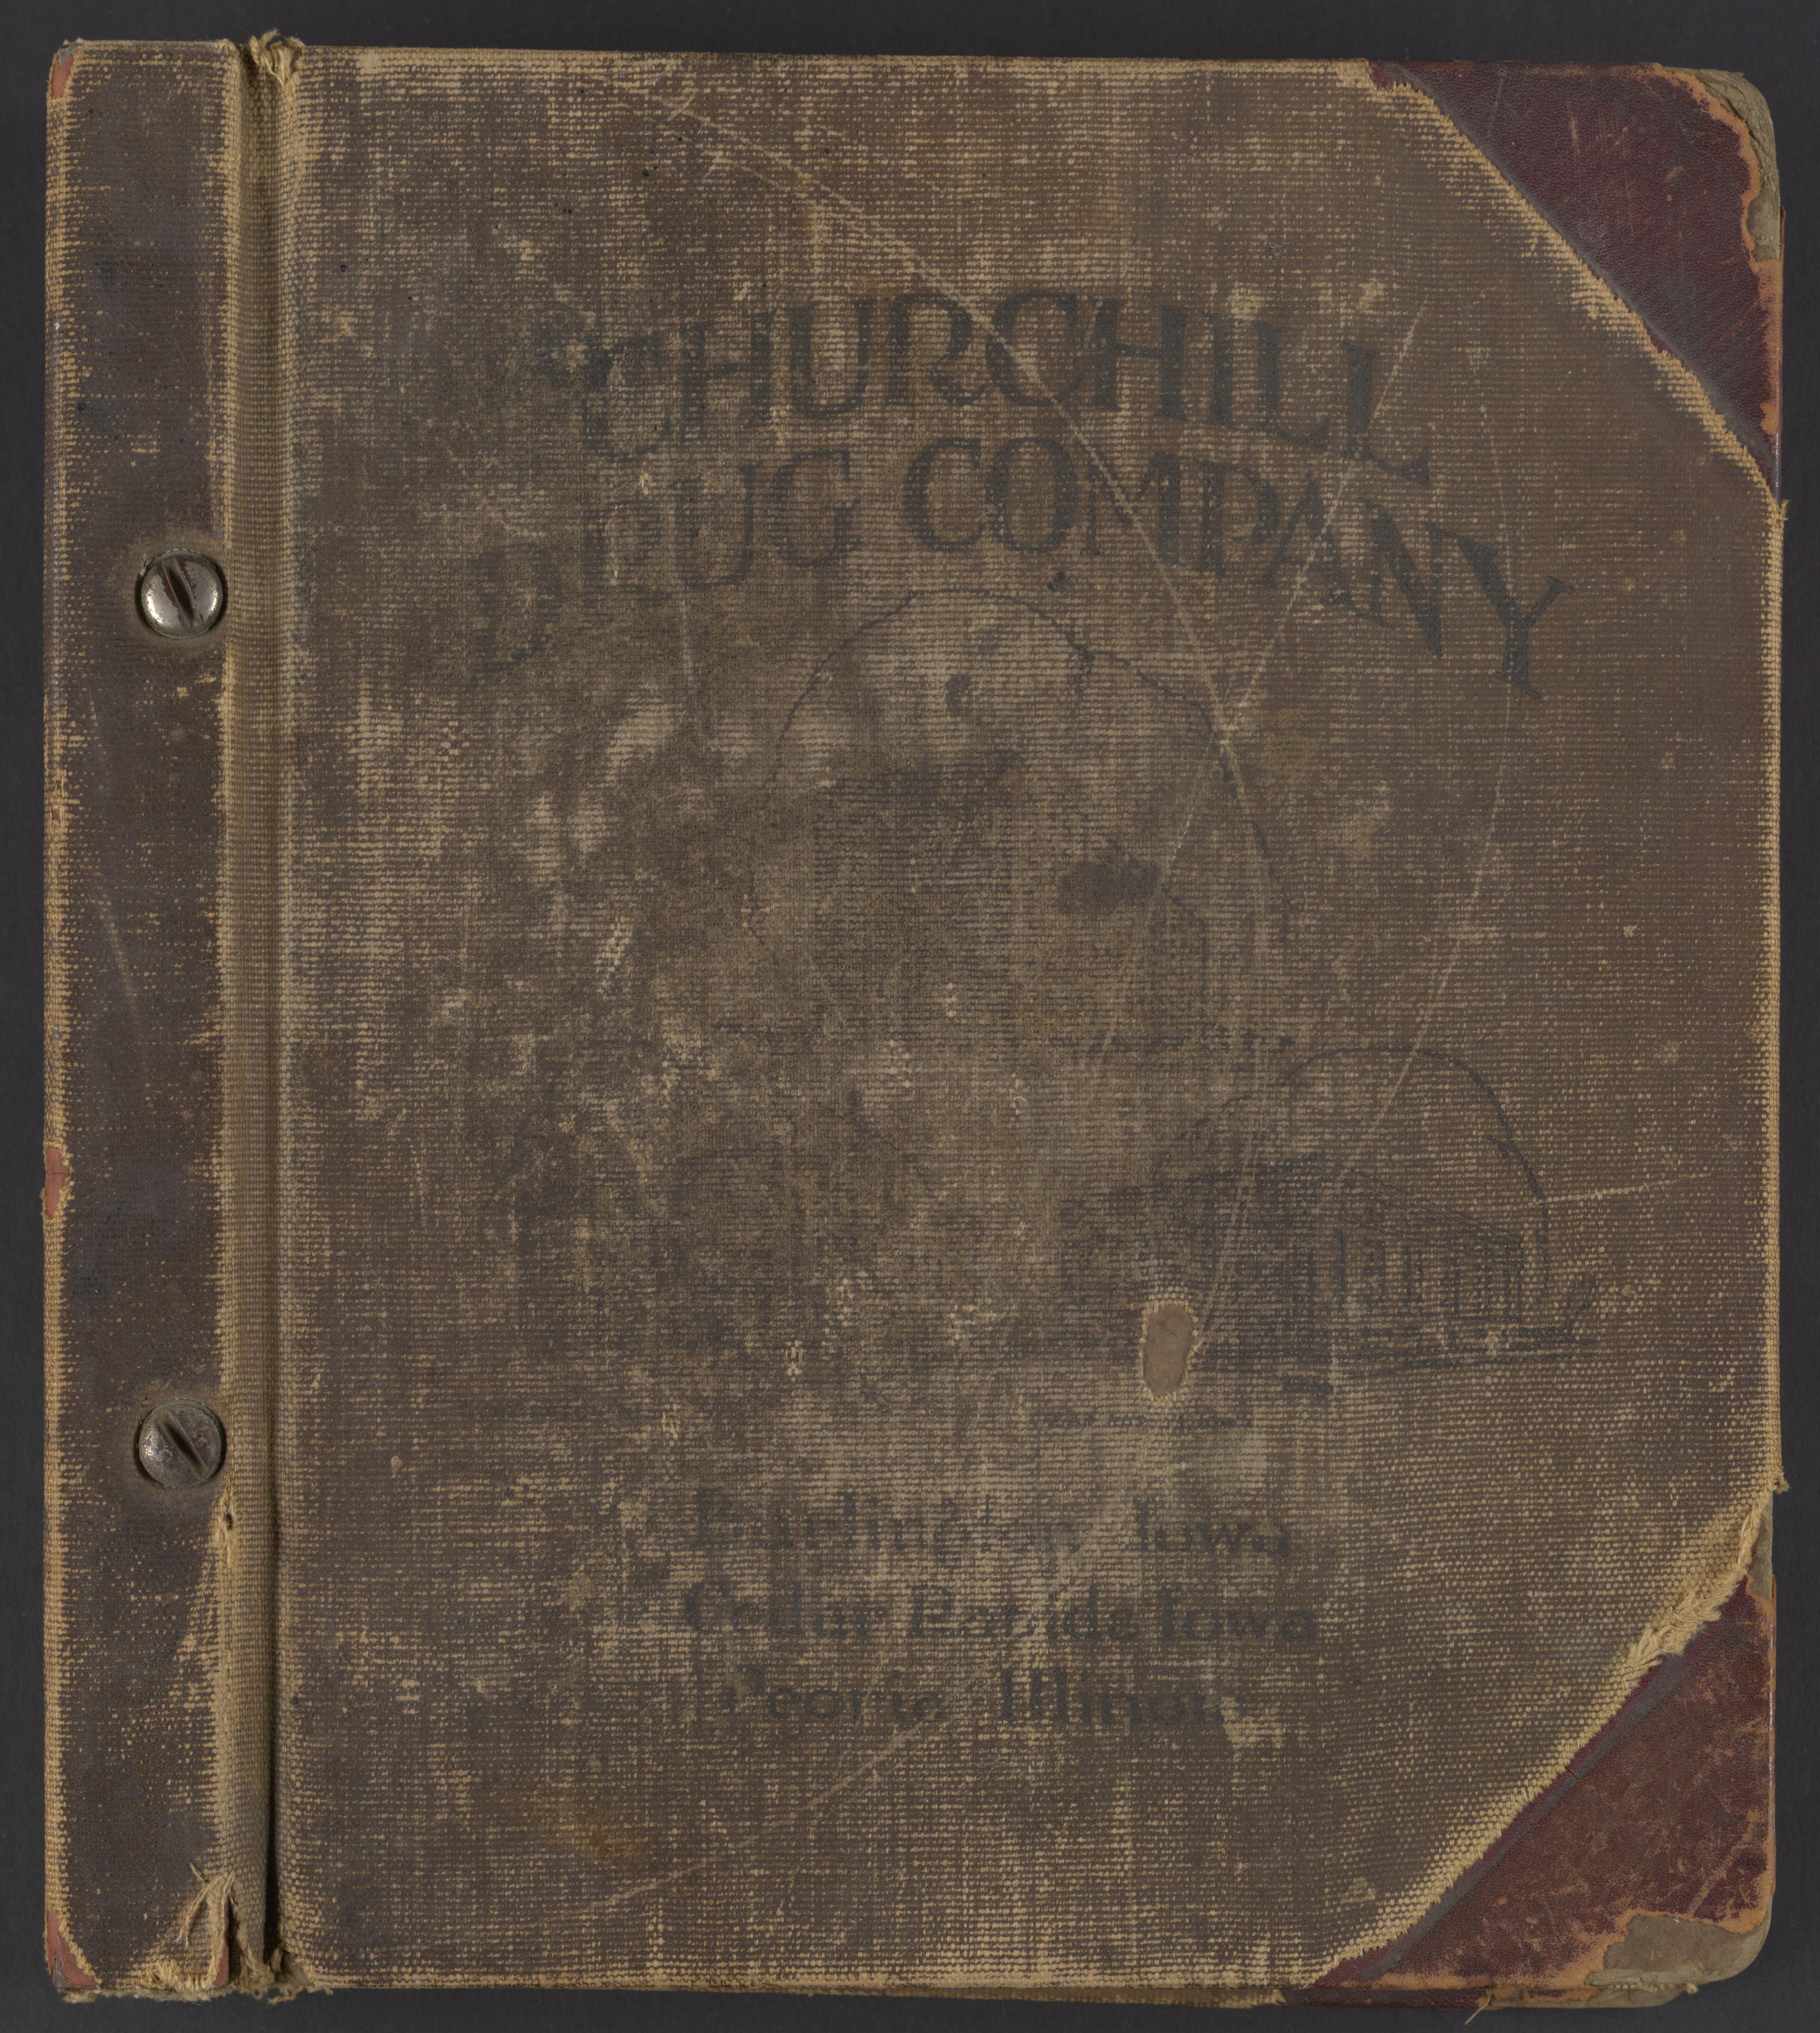 CHURCHILL
DRUG COMPANY
Burlington Iowa
Cedar Rapids Iowa
Peoria Illinois